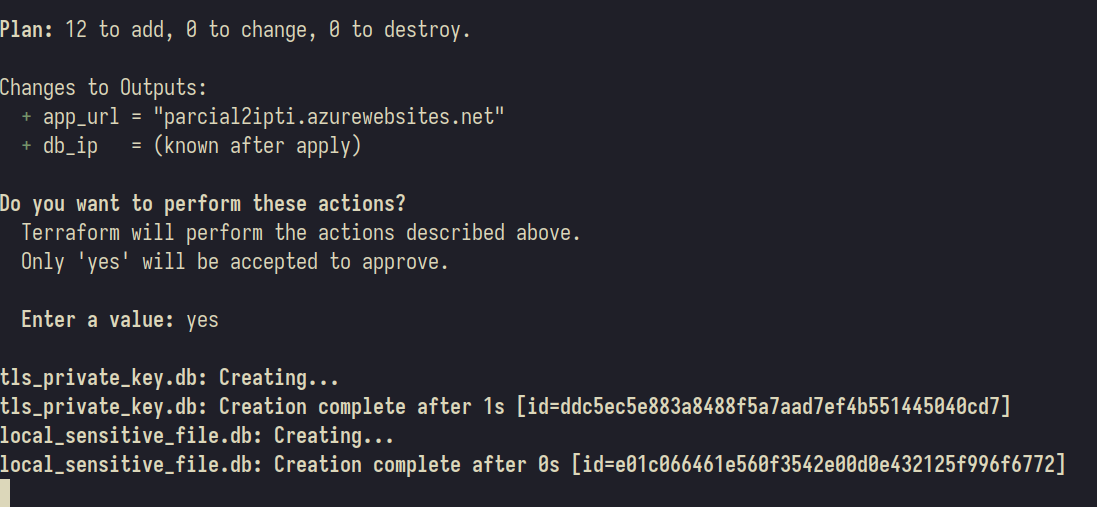 Plan: 12 to add, 0 to change, 0 to destroy.
Changes to Outputs:
+ app_url = "parcial2ipti.azurewebsites.net"
+ db_ip   = (known after apply)
Do you want to perform these actions?
Terraform will perform the actions described above.
Only 'yes' will be accepted to approve.
Enter a value: yes
tls_private_key.db: Creating...
tls_private_key.db: Creation complete after 1s [id=ddc5ec5e883a8488f5a7aad7ef4b551445040cd7]
local_sensitive_file.db: Creating...
local_sensitive_file.db: Creation complete after 0s [id=e01c066461e560f3542e00d0e432125f996f6772]